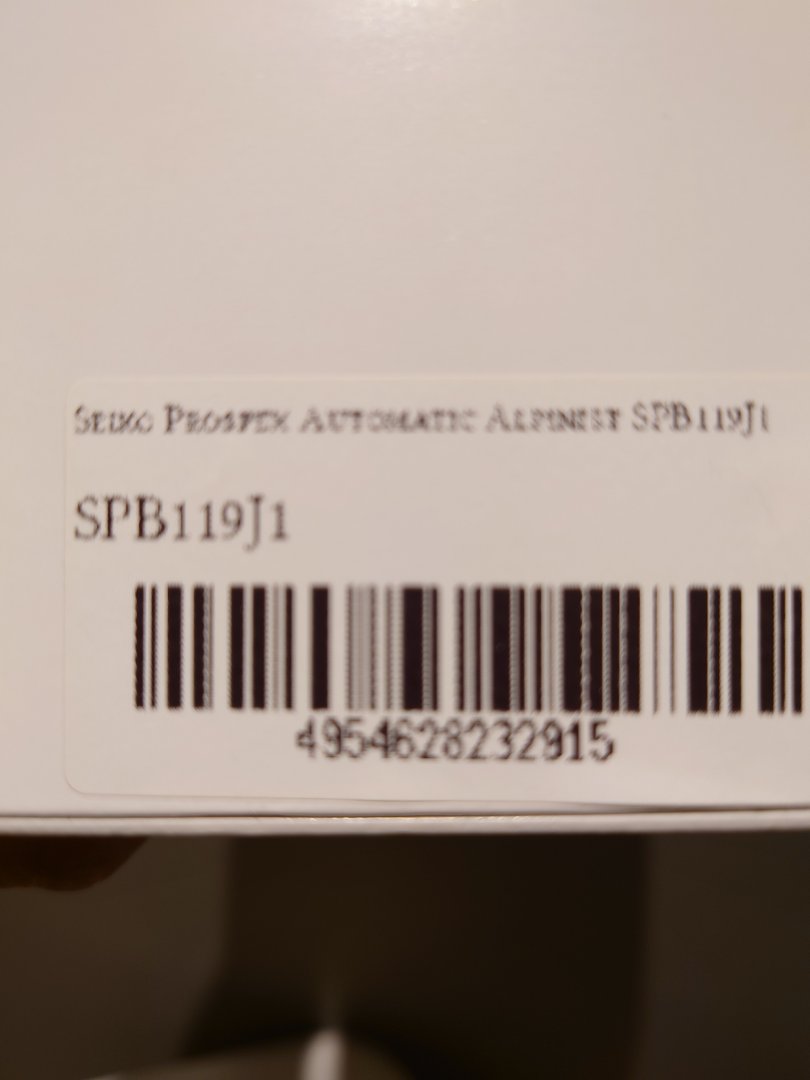 SEIKO PROSPEX AUTOMATIC ALPINIST SPB119J1
SPB119J1
4954628232915